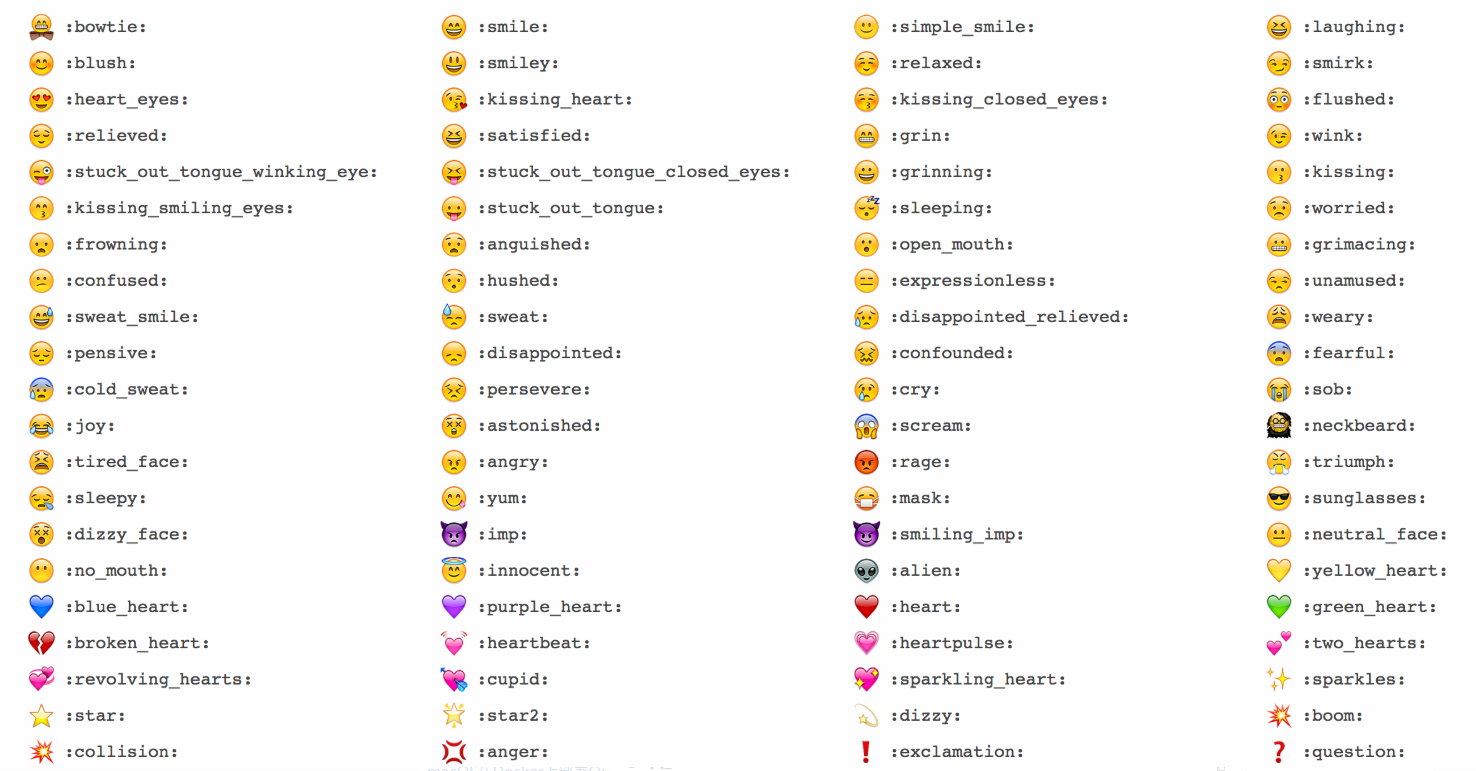 :bowtie: :smile: :simple_smile: :laughing:
:blush: :smiley: :relaxed: :smirk:
:heart_eyes: :kissing_heart: :kissing_closed_eyes: :flushed:
:relieved: :satisfied: :grin: :wink:
:stuck_out_tongue_winking_eye: :stuck_out_tongue_closed_eyes: :grinning: :kissing:
:kissing_smiling_eyes: :stuck_out_tongue: :sleeping: :worried:
:frowning: :anguished: :open_mouth: :grimacing:
:confused: :hushed: :expressionless: :unamused:
:sweat_smile: :sweat: :disappointed_relieved: :weary:
:pensive: :disappointed: :confounded: :fearful:
:cold_sweat: :persevere: :cry: :sob:
:joy: :astonished: :scream: :neckbeard:
:tired_face: :angry: :rage: :triumph:
:sleepy: :yum: :mask: :sunglasses:
:dizzy_face: :imp: :smiling_imp: :neutral_face:
:no_mouth: :innocent: :alien: :yellow_heart:
:blue_heart: :purple_heart: :heart: :green_heart:
:broken_heart: :heartbeat: :heartpulse: :two_hearts:
:revolving_hearts: :cupid: :sparkling_heart: :sparkles:
:star: :star2: :dizzy: :boom:
:collision: :anger: :exclamation: :question: